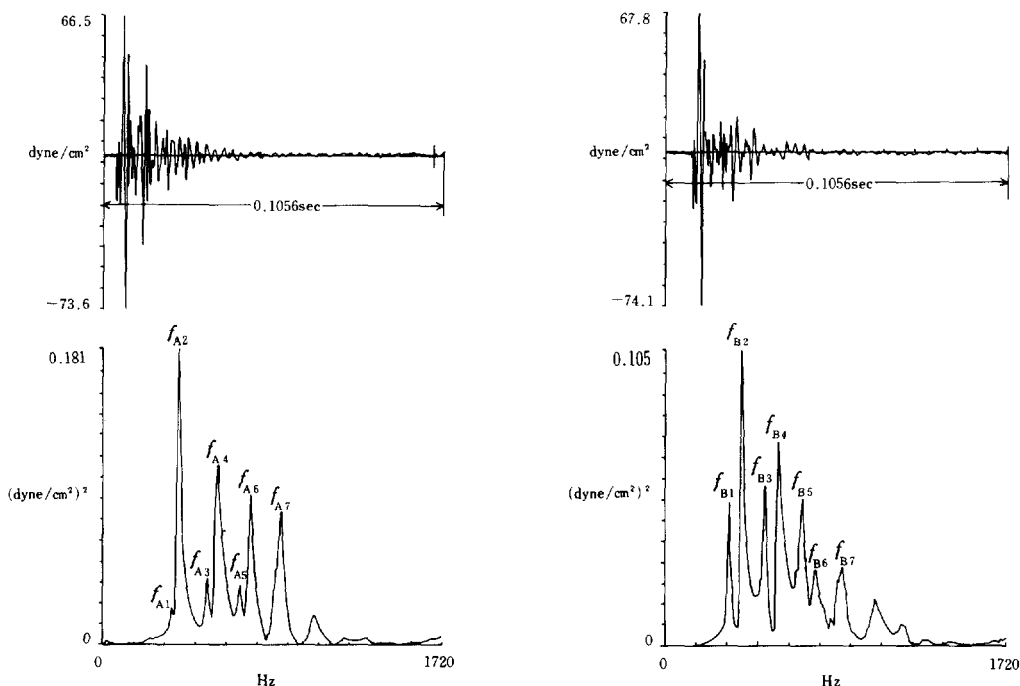 66.5
dyne/cm²
0.1056sec
−73.6
67.8
dyne/cm²
0.1056sec
−74.1
0.181
(dyne/cm²)²
0
fA1
fA2
fA3
fA4
fA5
fA6
fA7
0
1720
Hz
0.105
(dyne/cm²)²
0
fB1
fB2
fB3
fB4
fB5
fB6
fB7
0
1720
Hz